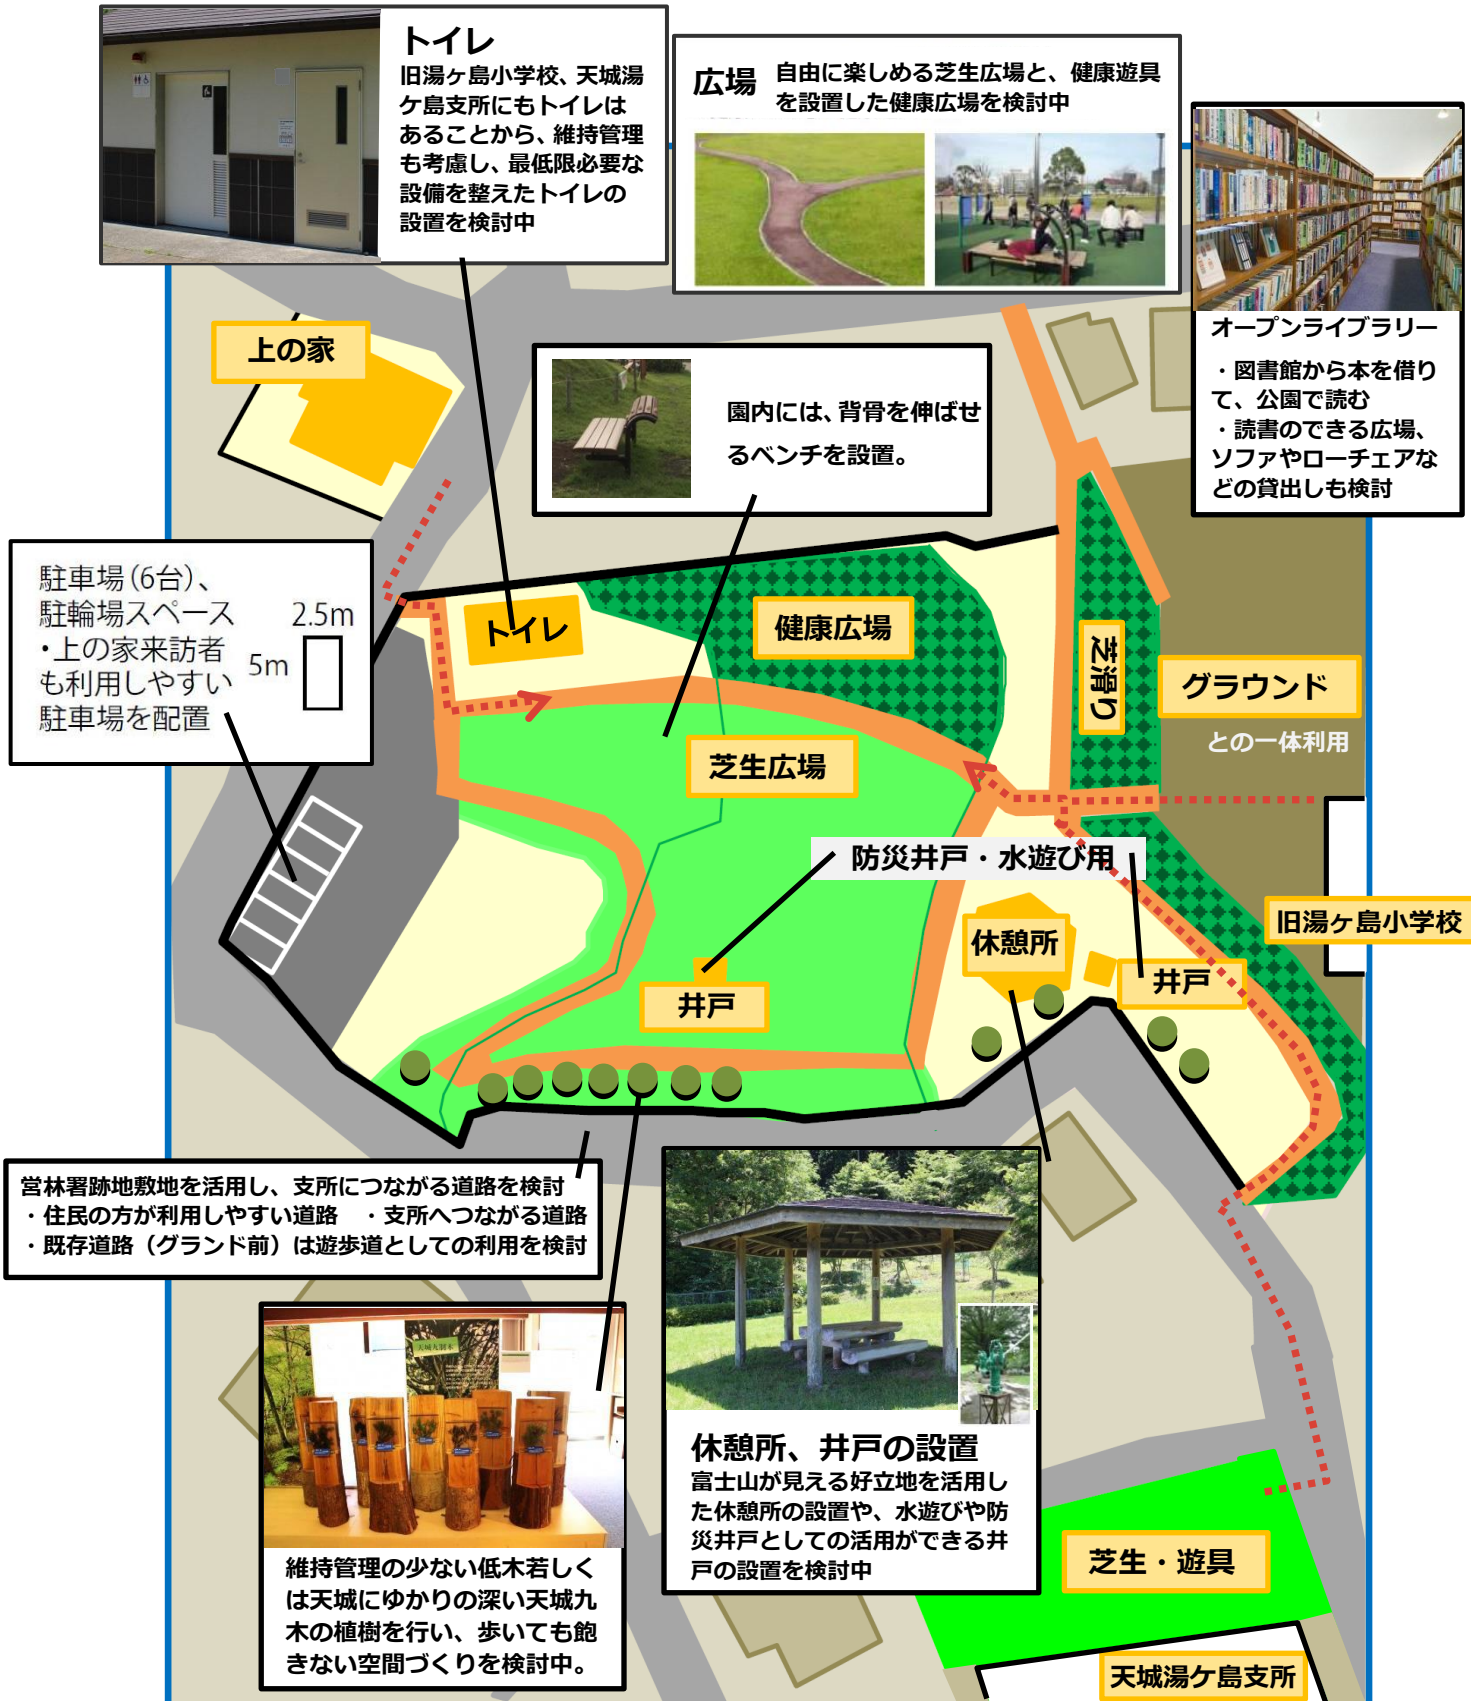 トイレ
旧湯ヶ島小学校、天城湯
ケ島支所にもトイレは
あることから、維持管理
も考慮し、最低限必要な
設備を整えたトイレの
設置を検討中
広場
自由に楽しめる芝生広場と、健康遊具
を設置した健康広場を検討中
オープンライブラリー
・図書館から本を借り
て、公園で読む
・読書のできる広場、
ソファやローチェアな
どの貸出しも検討
上の家
園内には、背骨を伸ばせ
るベンチを設置。
駐車場(6台)、
駐輪場スペース
・上の家来訪者
も利用しやすい
駐車場を配置
2.5m
5m
トイレ
健康広場
芝滑り
グラウンド
との一体利用
芝生広場
防災井戸・水遊び用
休憩所
井戸
井戸
旧湯ヶ島小学校
営林署跡地敷地を活用し、支所につながる道路を検討
・住民の方が利用しやすい道路　・支所へつながる道路
・既存道路（グランド前）は遊歩道としての利用を検討
天城九制木
維持管理の少ない低木若しく
は天城にゆかりの深い天城九
木の植樹を行い、歩いても飽
きない空間づくりを検討中。
休憩所、井戸の設置
富士山が見える好立地を活用し
た休憩所の設置や、水遊びや防
災井戸としての活用ができる井
戸の設置を検討中
芝生・遊具
天城湯ケ島支所